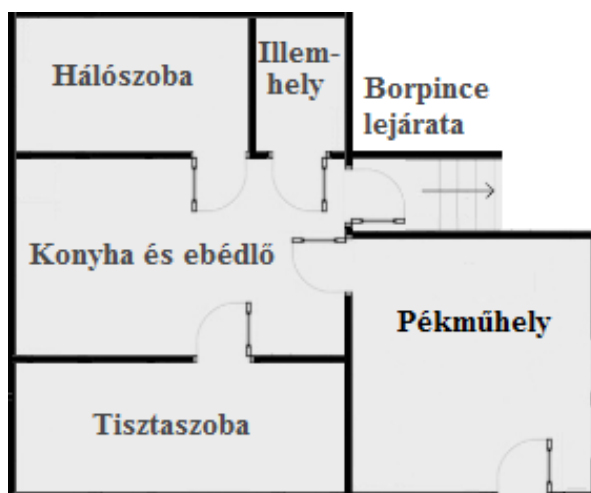 Hálószoba
Illem-
hely
Borpince
lejárata
Konyha és ebédlő
Pékműhely
Tisztaszoba